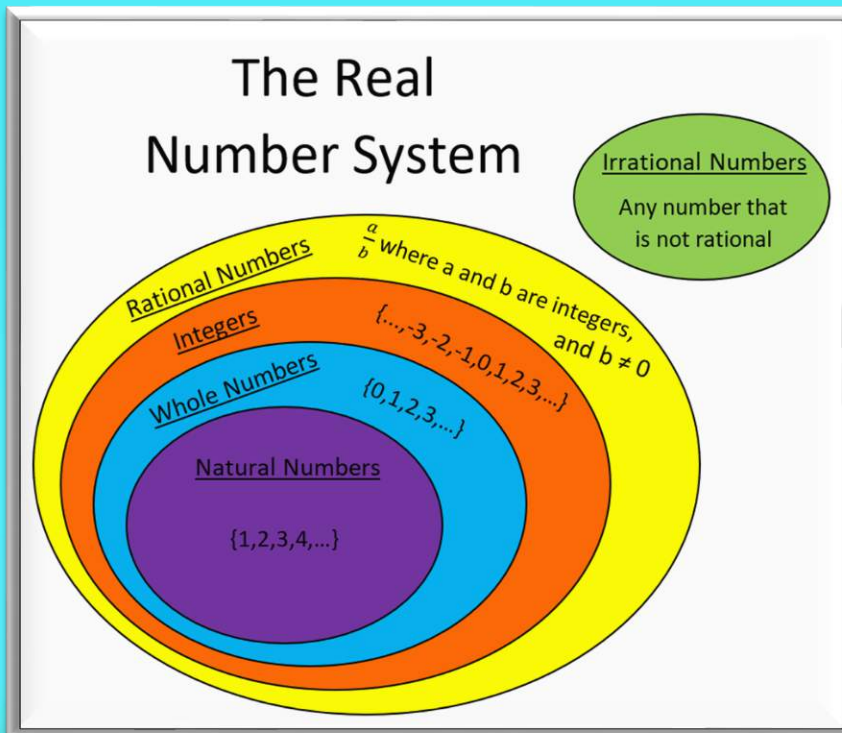 The Real
Number System
Irrational Numbers
Any number that
is not rational
Rational Numbers
a
b
where a and b are integers,
and b ≠ 0
Integers
{...,-3,-2,-1,0,1,2,3,...}
Whole Numbers
{0,1,2,3,...}
Natural Numbers
{1,2,3,4,...}